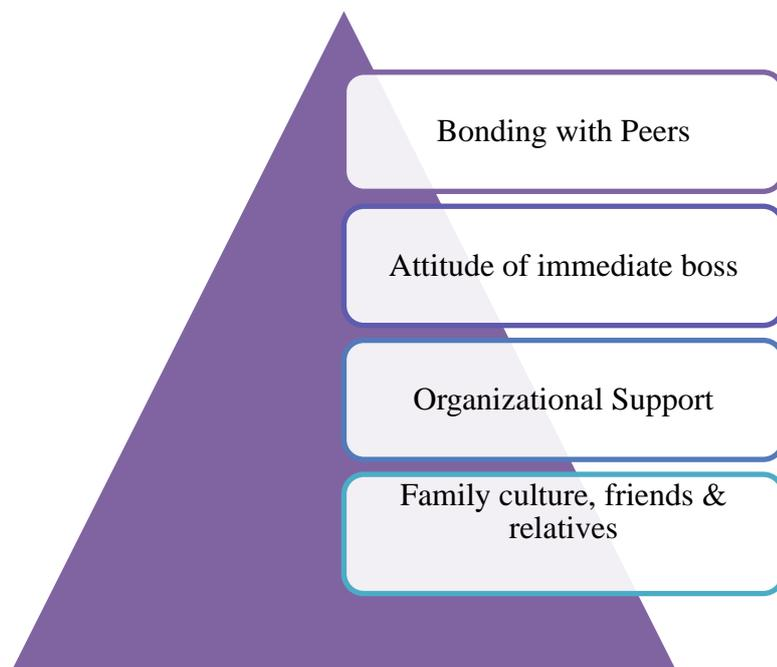 Bonding with Peers
Attitude of immediate boss
Organizational Support
Family culture, friends &
relatives